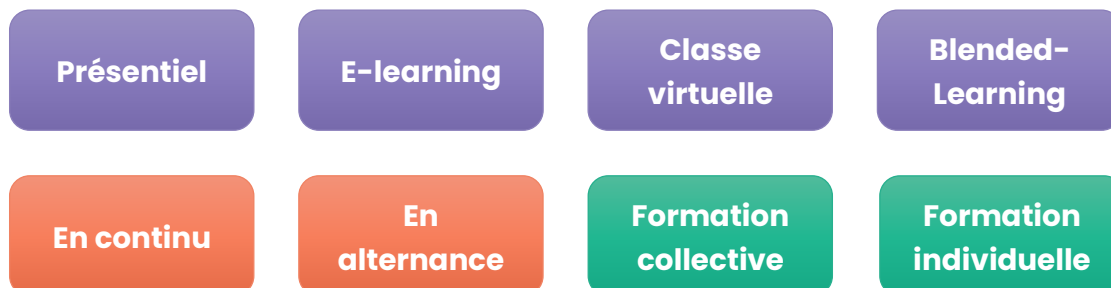 Présentiel
E-learning
Classe
virtuelle
Blended-
Learning
En continu
En
alternance
Formation
collective
Formation
individuelle